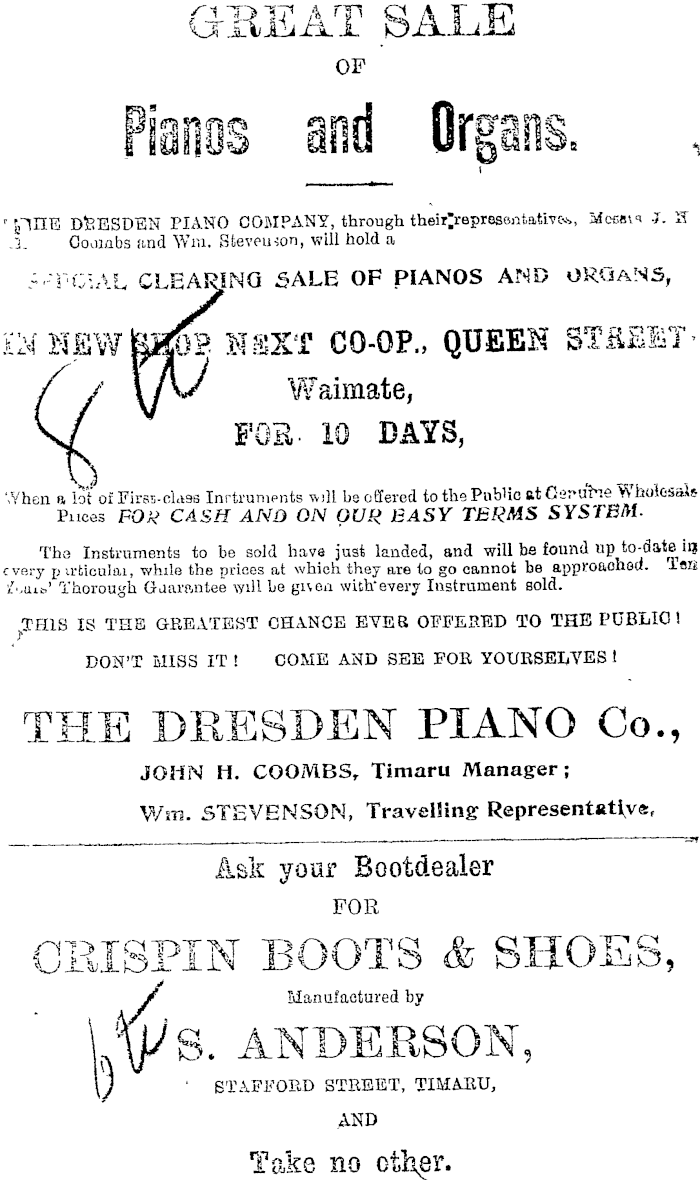 GREAT SALE
OF
Pianos and Organs.
THE DRESDEN PIANO COMPANY, through their representatives, Messrs J. H
Coombs and Wm. Stevenson, will hold a
SPECIAL CLEARING SALE OF PIANOS AND ORGANS,
IN NEW SHOP NEXT CO-OP., QUEEN STREET
Waimate,
FOR 10 DAYS,
When a lot of First-class Instruments will be offered to the Public at Genuine Wholesale
Prices FOR CASH AND ON OUR EASY TERMS SYSTEM.
The Instruments to be sold have just landed, and will be found up to-date in
every particular, while the prices at which they are to go cannot be approached. Ten
Years' Thorough Guarantee will be given with every Instrument sold.
THIS IS THE GREATEST CHANCE EVER OFFERED TO THE PUBLIC!
DON'T MISS IT! COME AND SEE FOR YOURSELVES!
THE DRESDEN PIANO Co.,
JOHN H. COOMBS, Timaru Manager;
Wm. STEVENSON, Travelling Representative,
Ask your Bootdealer
FOR
CRISPIN BOOTS & SHOES,
Manufactured by
S. ANDERSON,
STAFFORD STREET, TIMARU,
AND
Take no other.